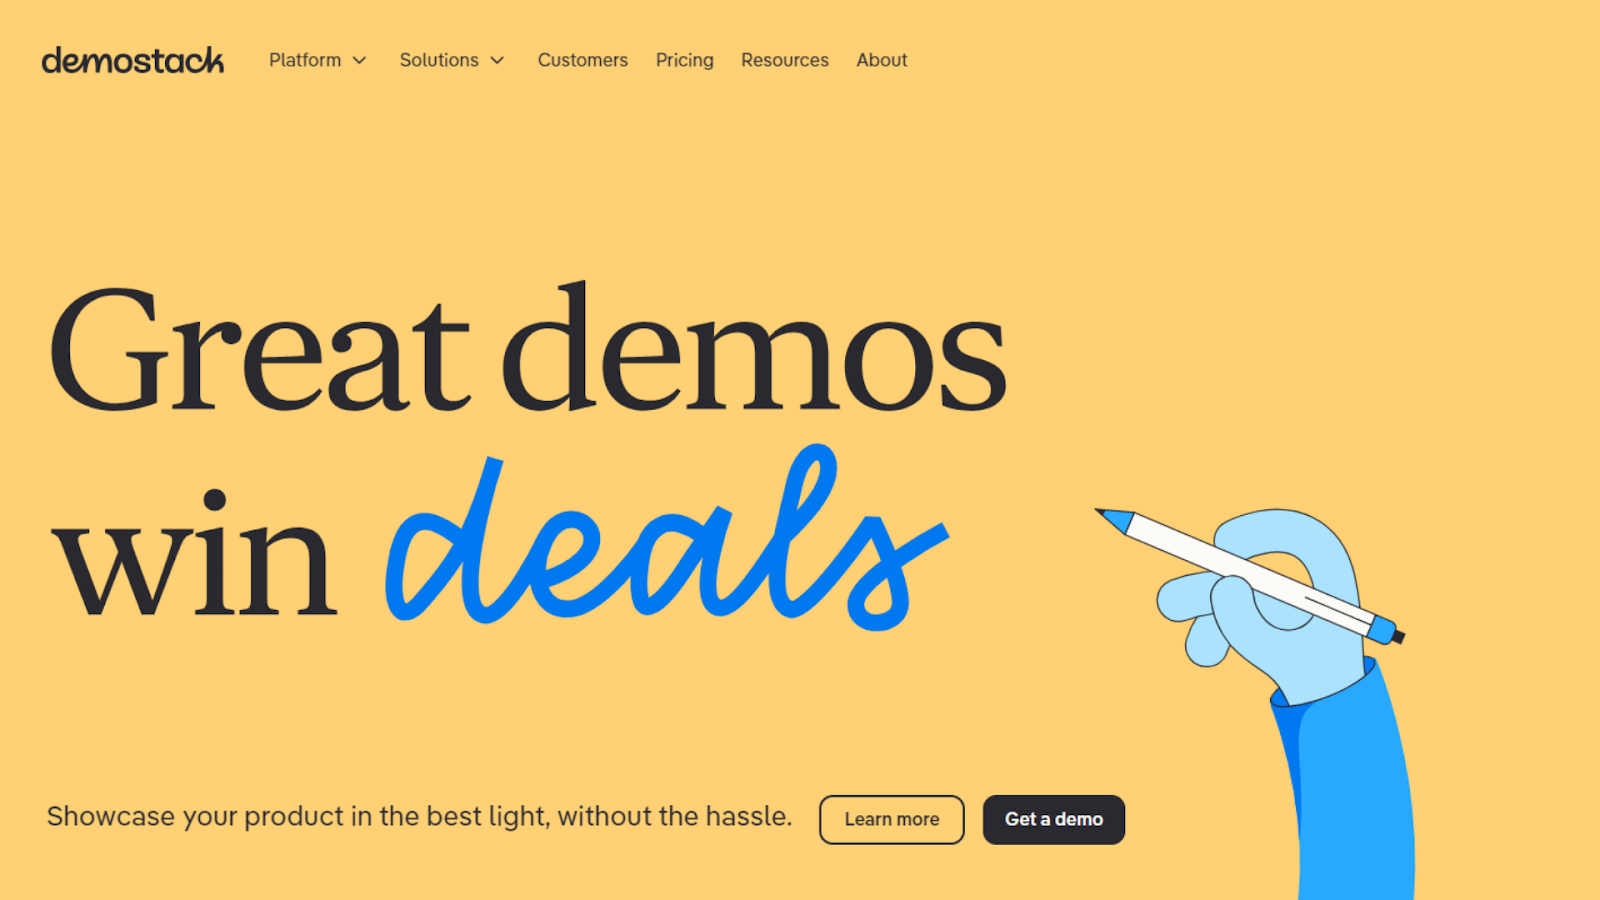 demostack Platform Solutions Customers Pricing Resources About
Great demos
win deals
Showcase your product in the best light, without the hassle. Learn more Get a demo